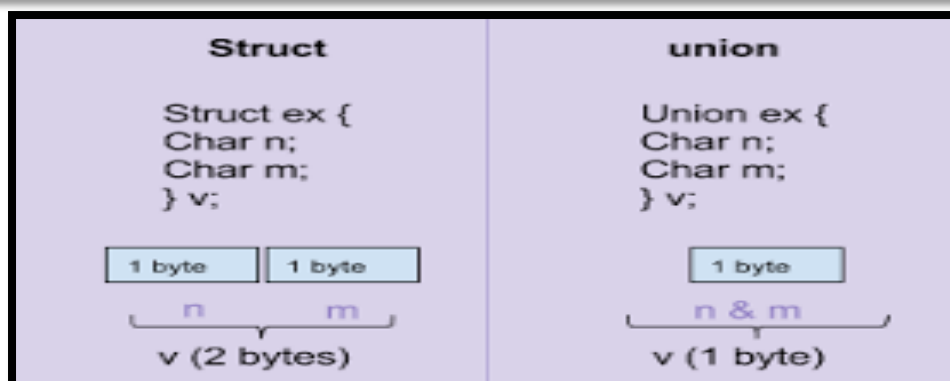 Struct
Struct ex {
Char n;
Char m;
} v;
1 byte 1 byte
n m
v (2 bytes)
union
Union ex {
Char n;
Char m;
} v;
1 byte
n & m
v (1 byte)